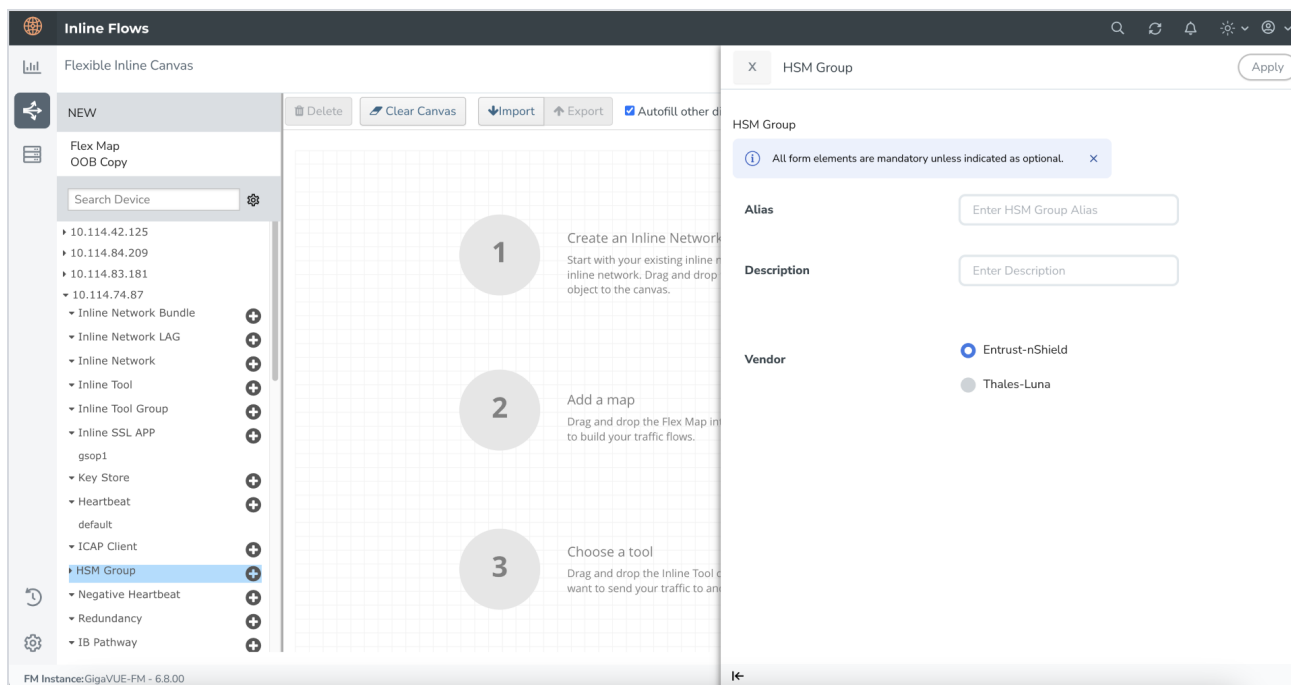 Inline Flows
Flexible Inline Canvas
X
HSM Group
Apply
NEW
Delete
Clear Canvas
Import
Export
Autofill other di
Flex Map
OOB Copy
Search Device
10.114.42.125
10.114.84.209
10.114.83.181
10.114.74.87
Inline Network Bundle
Inline Network LAG
Inline Network
Inline Tool
Inline Tool Group
Inline SSL APP
gsop1
Key Store
Heartbeat
default
ICAP Client
HSM Group
Negative Heartbeat
Redundancy
IB Pathway
1
Create an Inline Network
Start with your existing inline n
inline network. Drag and drop
object to the canvas.
2
Add a map
Drag and drop the Flex Map in
to build your traffic flows.
3
Choose a tool
Drag and drop the Inline Tool o
want to send your traffic to an
HSM Group
All form elements are mandatory unless indicated as optional.
Alias
Enter HSM Group Alias
Description
Enter Description
Vendor
Entrust-nShield
Thales-Luna
FM Instance:GigaVUE-FM - 6.8.00